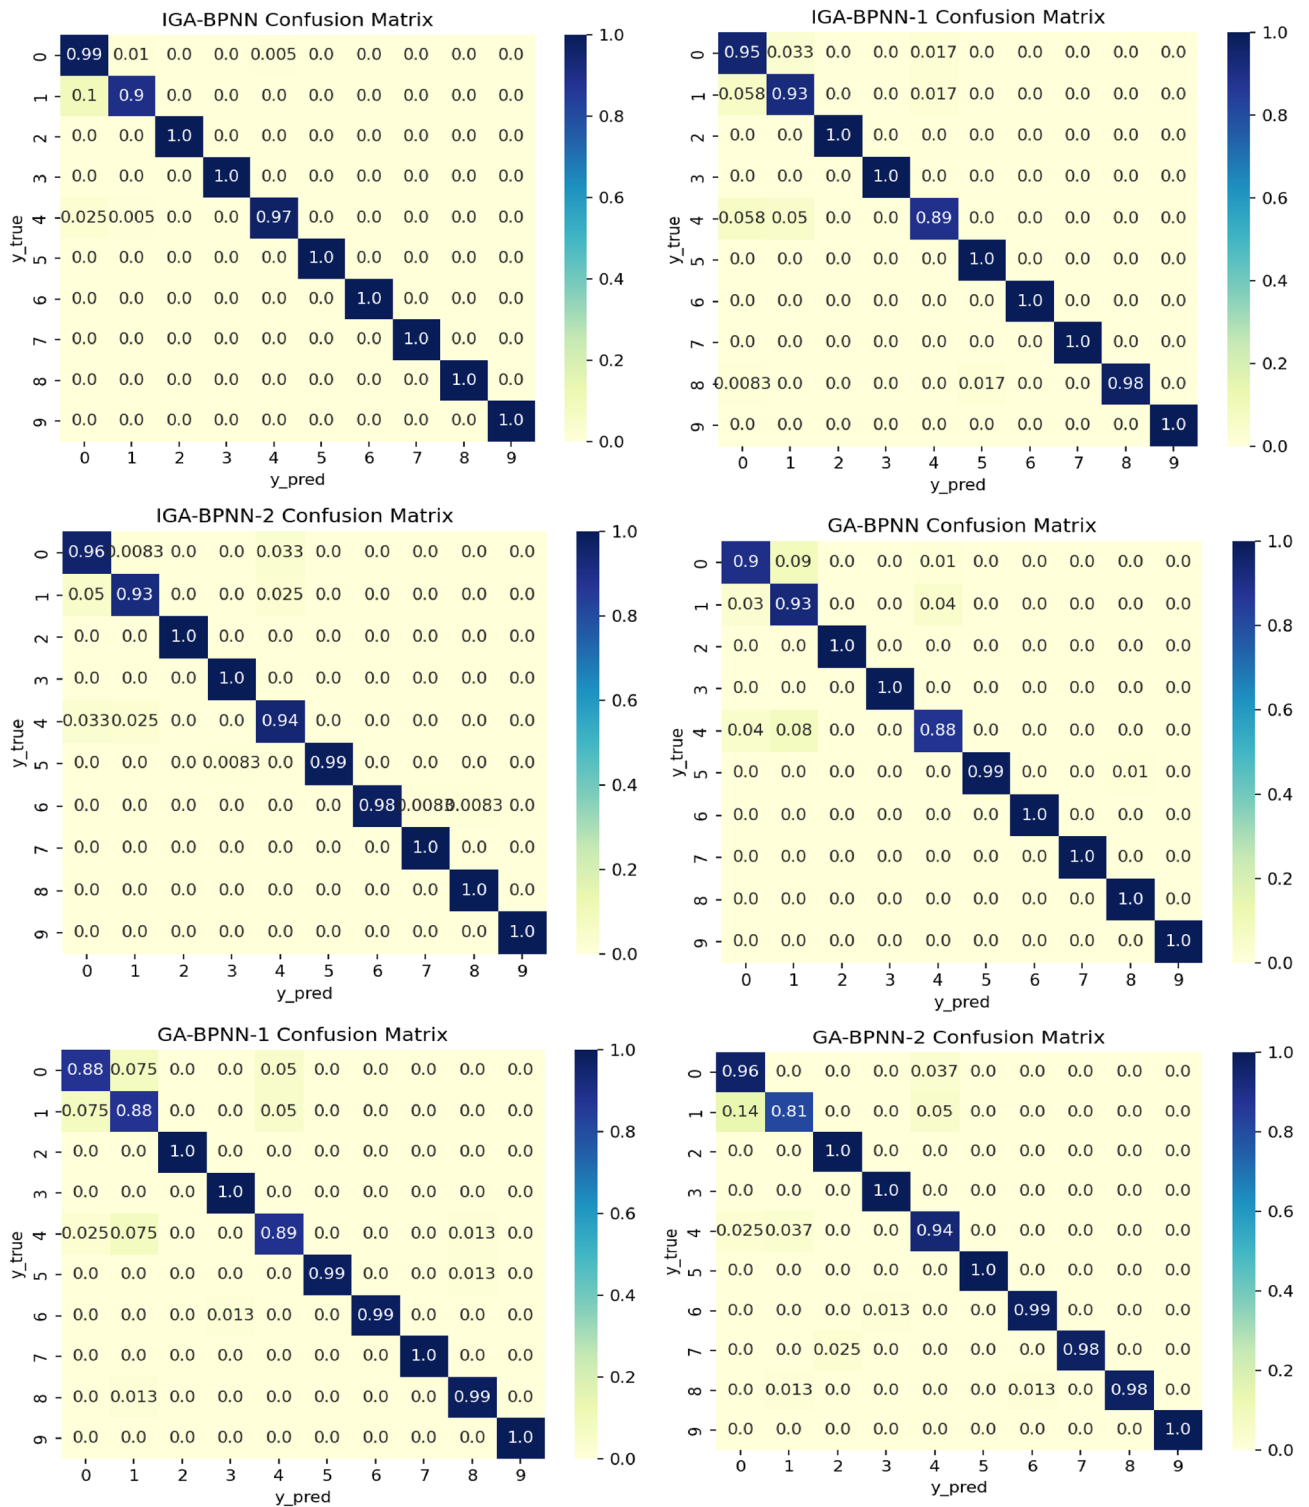 IGA-BPNN Confusion Matrix
0 0.99 0.01 0.0 0.0 0.005 0.0 0.0 0.0 0.0 0.0
1 0.1 0.9 0.0 0.0 0.0 0.0 0.0 0.0 0.0 0.0
2 0.0 0.0 1.0 0.0 0.0 0.0 0.0 0.0 0.0 0.0
3 0.0 0.0 0.0 1.0 0.0 0.0 0.0 0.0 0.0 0.0
4 0.025 0.005 0.0 0.0 0.97 0.0 0.0 0.0 0.0 0.0
5 0.0 0.0 0.0 0.0 0.0 1.0 0.0 0.0 0.0 0.0
6 0.0 0.0 0.0 0.0 0.0 0.0 1.0 0.0 0.0 0.0
7 0.0 0.0 0.0 0.0 0.0 0.0 0.0 1.0 0.0 0.0
8 0.0 0.0 0.0 0.0 0.0 0.0 0.0 0.0 1.0 0.0
9 0.0 0.0 0.0 0.0 0.0 0.0 0.0 0.0 0.0 1.0
0 1 2 3 4 5 6 7 8 9
y_pred
y_true
1.0
0.8
0.6
0.4
0.2
0.0
IGA-BPNN-1 Confusion Matrix
0 0.95 0.033 0.0 0.0 0.017 0.0 0.0 0.0 0.0 0.0
1 0.058 0.93 0.0 0.0 0.017 0.0 0.0 0.0 0.0 0.0
2 0.0 0.0 1.0 0.0 0.0 0.0 0.0 0.0 0.0 0.0
3 0.0 0.0 0.0 1.0 0.0 0.0 0.0 0.0 0.0 0.0
4 0.058 0.05 0.0 0.0 0.89 0.0 0.0 0.0 0.0 0.0
5 0.0 0.0 0.0 0.0 0.0 1.0 0.0 0.0 0.0 0.0
6 0.0 0.0 0.0 0.0 0.0 0.0 1.0 0.0 0.0 0.0
7 0.0 0.0 0.0 0.0 0.0 0.0 0.0 1.0 0.0 0.0
8 0.0083 0.0 0.0 0.0 0.0 0.017 0.0 0.0 0.98 0.0
9 0.0 0.0 0.0 0.0 0.0 0.0 0.0 0.0 0.0 1.0
0 1 2 3 4 5 6 7 8 9
y_pred
y_true
1.0
0.8
0.6
0.4
0.2
0.0
IGA-BPNN-2 Confusion Matrix
0 0.96 0.0083 0.0 0.0 0.033 0.0 0.0 0.0 0.0 0.0
1 0.05 0.93 0.0 0.0 0.025 0.0 0.0 0.0 0.0 0.0
2 0.0 0.0 1.0 0.0 0.0 0.0 0.0 0.0 0.0 0.0
3 0.0 0.0 0.0 1.0 0.0 0.0 0.0 0.0 0.0 0.0
4 0.033 0.025 0.0 0.0 0.94 0.0 0.0 0.0 0.0 0.0
5 0.0 0.0 0.0 0.0083 0.0 0.99 0.0 0.0 0.0 0.0
6 0.0 0.0 0.0 0.0 0.0 0.0 0.98 0.0083 0.0083 0.0
7 0.0 0.0 0.0 0.0 0.0 0.0 0.0 1.0 0.0 0.0
8 0.0 0.0 0.0 0.0 0.0 0.0 0.0 0.0 1.0 0.0
9 0.0 0.0 0.0 0.0 0.0 0.0 0.0 0.0 0.0 1.0
0 1 2 3 4 5 6 7 8 9
y_pred
y_true
1.0
0.8
0.6
0.4
0.2
0.0
GA-BPNN Confusion Matrix
0 0.9 0.09 0.0 0.0 0.01 0.0 0.0 0.0 0.0 0.0
1 0.03 0.93 0.0 0.0 0.04 0.0 0.0 0.0 0.0 0.0
2 0.0 0.0 1.0 0.0 0.0 0.0 0.0 0.0 0.0 0.0
3 0.0 0.0 0.0 1.0 0.0 0.0 0.0 0.0 0.0 0.0
4 0.04 0.08 0.0 0.0 0.88 0.0 0.0 0.0 0.0 0.0
5 0.0 0.0 0.0 0.0 0.0 0.99 0.0 0.0 0.01 0.0
6 0.0 0.0 0.0 0.0 0.0 0.0 1.0 0.0 0.0 0.0
7 0.0 0.0 0.0 0.0 0.0 0.0 0.0 1.0 0.0 0.0
8 0.0 0.0 0.0 0.0 0.0 0.0 0.0 0.0 1.0 0.0
9 0.0 0.0 0.0 0.0 0.0 0.0 0.0 0.0 0.0 1.0
0 1 2 3 4 5 6 7 8 9
y_pred
y_true
1.0
0.8
0.6
0.4
0.2
0.0
GA-BPNN-1 Confusion Matrix
0 0.88 0.075 0.0 0.0 0.05 0.0 0.0 0.0 0.0 0.0
1 0.075 0.88 0.0 0.0 0.05 0.0 0.0 0.0 0.0 0.0
2 0.0 0.0 1.0 0.0 0.0 0.0 0.0 0.0 0.0 0.0
3 0.0 0.0 0.0 1.0 0.0 0.0 0.0 0.0 0.0 0.0
4 0.025 0.075 0.0 0.0 0.89 0.0 0.0 0.0 0.013 0.0
5 0.0 0.0 0.0 0.0 0.0 0.99 0.0 0.0 0.013 0.0
6 0.0 0.0 0.0 0.013 0.0 0.0 0.99 0.0 0.0 0.0
7 0.0 0.0 0.0 0.0 0.0 0.0 0.0 1.0 0.0 0.0
8 0.0 0.013 0.0 0.0 0.0 0.0 0.0 0.0 0.99 0.0
9 0.0 0.0 0.0 0.0 0.0 0.0 0.0 0.0 0.0 1.0
0 1 2 3 4 5 6 7 8 9
y_pred
y_true
1.0
0.8
0.6
0.4
0.2
0.0
GA-BPNN-2 Confusion Matrix
0 0.96 0.0 0.0 0.0 0.037 0.0 0.0 0.0 0.0 0.0
1 0.14 0.81 0.0 0.0 0.05 0.0 0.0 0.0 0.0 0.0
2 0.0 0.0 1.0 0.0 0.0 0.0 0.0 0.0 0.0 0.0
3 0.0 0.0 0.0 1.0 0.0 0.0 0.0 0.0 0.0 0.0
4 0.025 0.037 0.0 0.0 0.94 0.0 0.0 0.0 0.0 0.0
5 0.0 0.0 0.0 0.0 0.0 1.0 0.0 0.0 0.0 0.0
6 0.0 0.0 0.0 0.013 0.0 0.0 0.99 0.0 0.0 0.0
7 0.0 0.0 0.025 0.0 0.0 0.0 0.0 0.98 0.0 0.0
8 0.0 0.013 0.0 0.0 0.0 0.0 0.013 0.0 0.98 0.0
9 0.0 0.0 0.0 0.0 0.0 0.0 0.0 0.0 0.0 1.0
0 1 2 3 4 5 6 7 8 9
y_pred
y_true
1.0
0.8
0.6
0.4
0.2
0.0